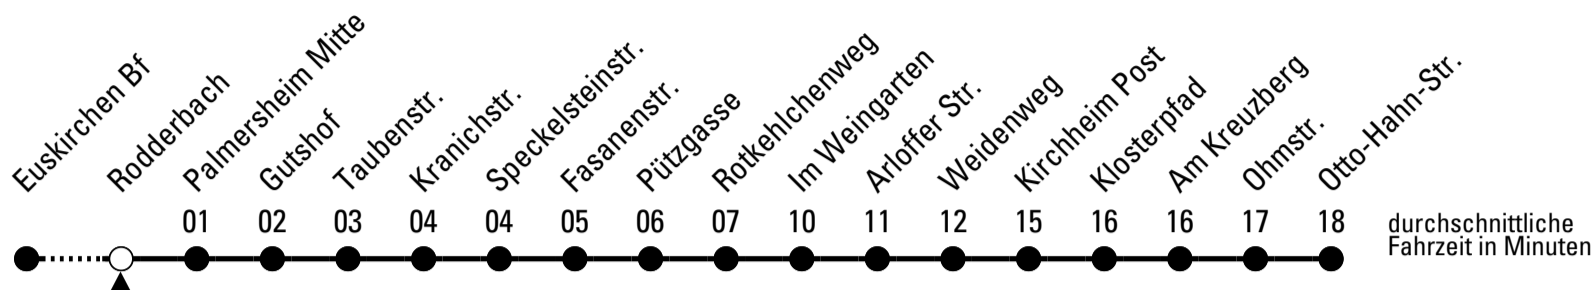 Euskirchen Bf
Rodderbach
Palmersheim Mitte
Gutshof
Taubenstr.
Kranichstr.
Speckelsteinstr.
Fasanenstr.
Pützgasse
Rotkehlchenweg
Im Weingarten
Arloffer Str.
Weidenweg
Kirchheim Post
Klosterpfad
Am Kreuzberg
Ohmstr.
Otto-Hahn-Str.
01 02 03 04 04 05 06 07 10 11 12 15 16 16 17 18
durchschnittliche
Fahrzeit in Minuten